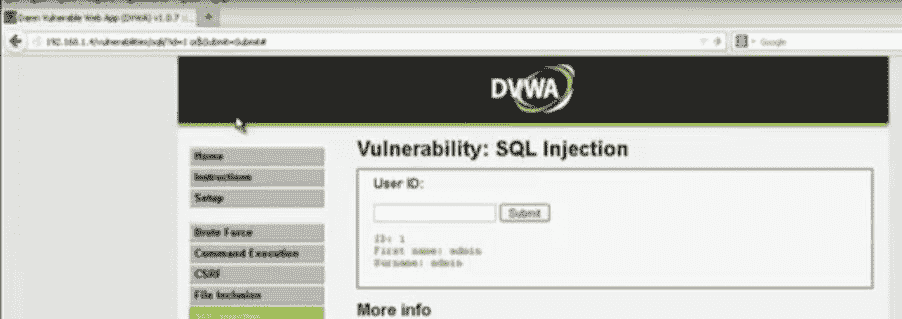 Damn Vulnerable Web App (DVWA) v1.0.7
Google
DVWA
Vulnerability: SQL Injection
Home
Instructions
Setup
Brute Force
Command Execution
CSRF
File Inclusion
User ID:
Submit
ID: 1
First name: admin
Surname: admin
More info